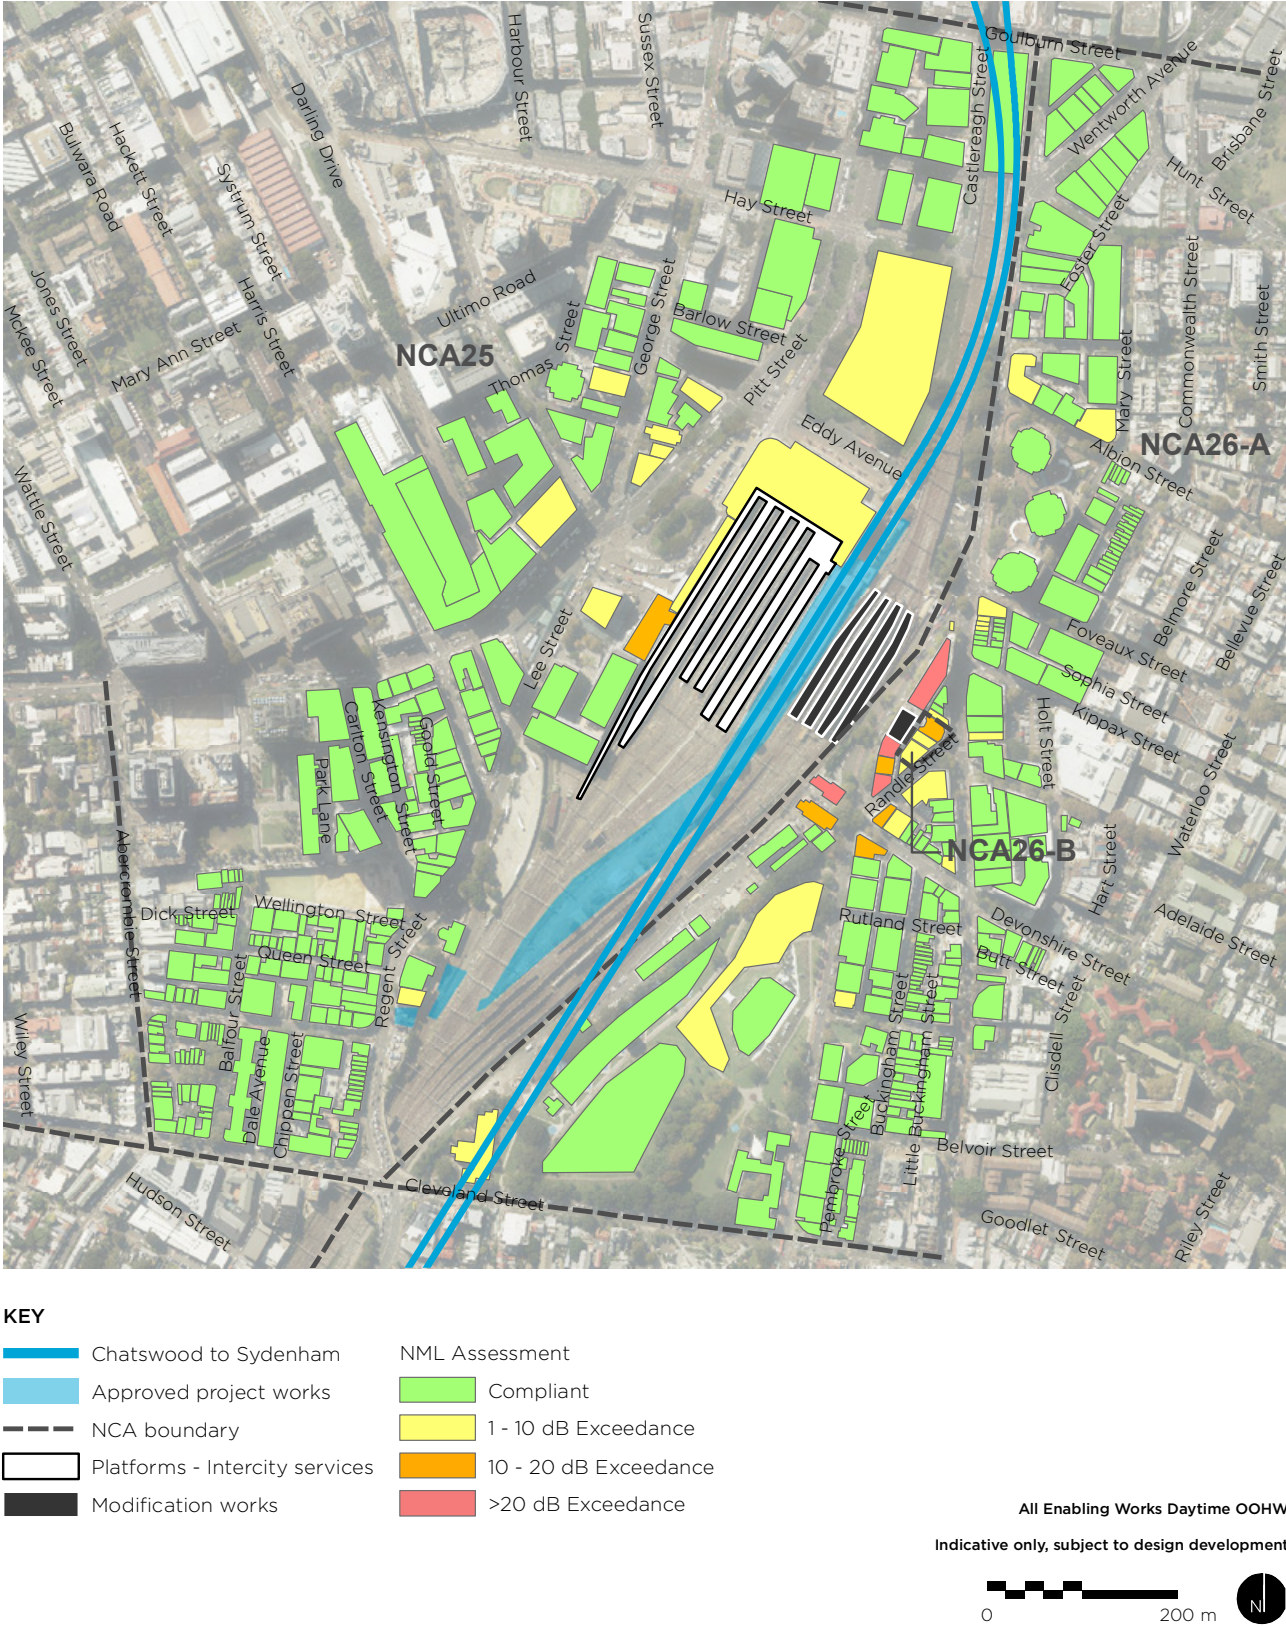 Goulburn Street
Harbour Street
Sussex Street
Castlereagh Street
Wentworth Avenue
Brisbane Street
Darling Drive
Hackett Street
Bulwara Road
Systrum Street
Hunt Street
Hay Street
Foster Street
Commonwealth Street
Smith Street
Jones Street
Mckee Street
Harris Street
Mary Ann Street
Ultimo Road
Thomas Street
George Street
Barlow Street
Pitt Street
Mary Street
NCA25
Eddy Avenue
NCA26-A
Albion Street
Wattle Street
Belmore Street
Bellevue Street
Lee Street
Foveaux Street
Sophia Street
Kippax Street
Holt Street
Waterloo Street
Carlton Street
Kensington Street
Goold Street
Park Lane
Randle Street
NCA26-B
Hart Street
Abercrombie Street
Dick Street
Wellington Street
Queen Street
Regent Street
Rutland Street
Devonshire Street
Butt Street
Adelaide Street
Balfour Street
Wiley Street
Dale Avenue
Chippen Street
Buckingham Street
Little Buckingham Street
Clisdell Street
Pembroke Street
Belvoir Street
Cleveland Street
Hudson Street
Goodlet Street
Riley Street
KEY
Chatswood to Sydenham
Approved project works
NCA boundary
Platforms - Intercity services
Modification works
NML Assessment
Compliant
1 - 10 dB Exceedance
10 - 20 dB Exceedance
>20 dB Exceedance
All Enabling Works Daytime OOHW
Indicative only, subject to design development
0 200 m
N